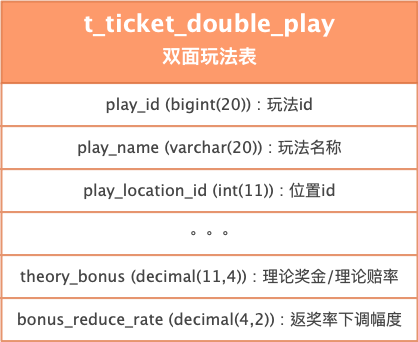 t_ticket_double_play
双面玩法表
play_id (bigint(20))：玩法id
play_name (varchar(20))：玩法名称
play_location_id (int(11))：位置id
。。。
theory_bonus (decimal(11,4))：理论奖金/理论赔率
bonus_reduce_rate (decimal(4,2))：返奖率下调幅度